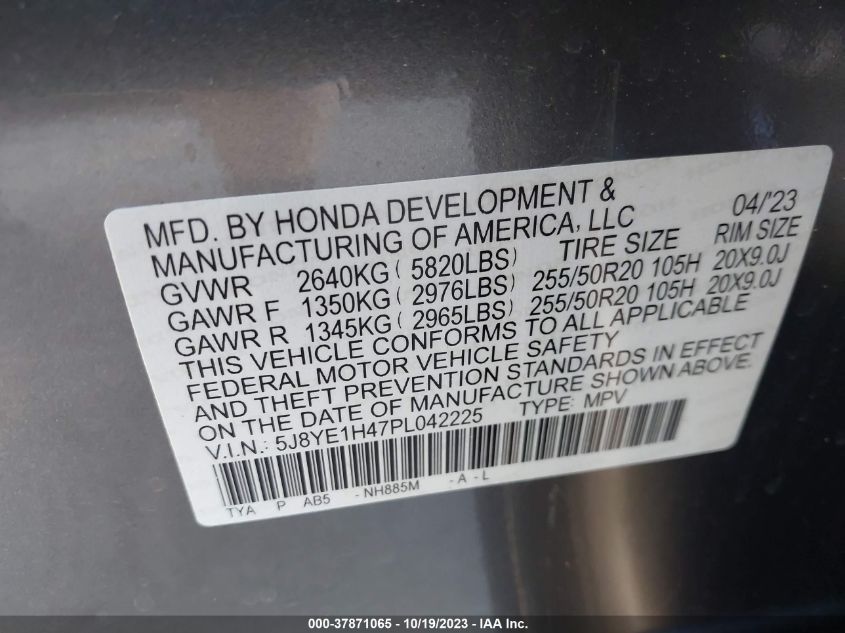 MFD. BY HONDA DEVELOPMENT & 04/'23
MANUFACTURING OF AMERICA, LLC TIRE SIZE RIM SIZE
GVWR 2640KG ( 5820LBS)
GAWR F 1350KG ( 2976LBS) 255/50R20 105H 20X9.0J
GAWR R 1345KG ( 2965LBS) 255/50R20 105H 20X9.0J
THIS VEHICLE CONFORMS TO ALL APPLICABLE
FEDERAL MOTOR VEHICLE SAFETY
AND THEFT PREVENTION STANDARDS IN EFFECT
ON THE DATE OF MANUFACTURE SHOWN ABOVE.
V.I.N.: 5J8YE1H47PL042225 TYPE: MPV
TYA P AB5 -NH885M -A-L
000-37871065 - 10/19/2023 - IAA Inc.